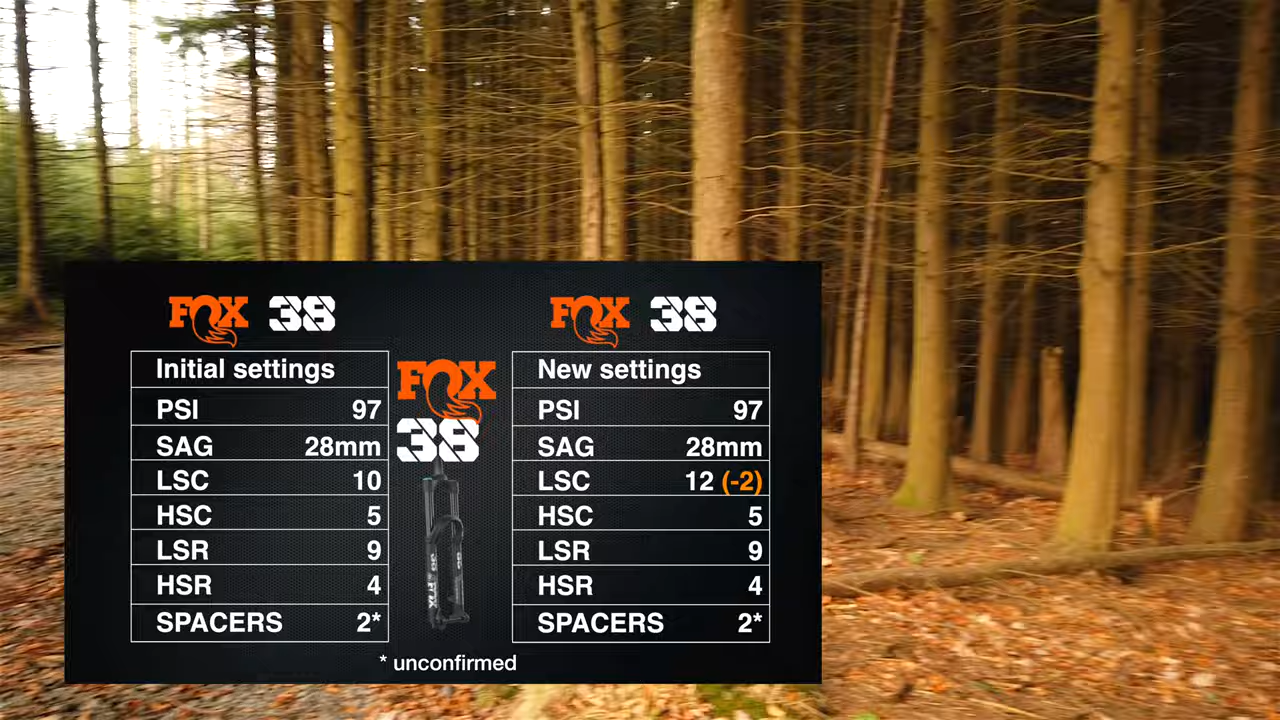 FOX 38
Initial settings
PSI 97
SAG 28mm
LSC 10
HSC 5
LSR 9
HSR 4
SPACERS 2*
FOX
38
FOX 38
New settings
PSI 97
SAG 28mm
LSC 12 (-2)
HSC 5
LSR 9
HSR 4
SPACERS 2*
* unconfirmed